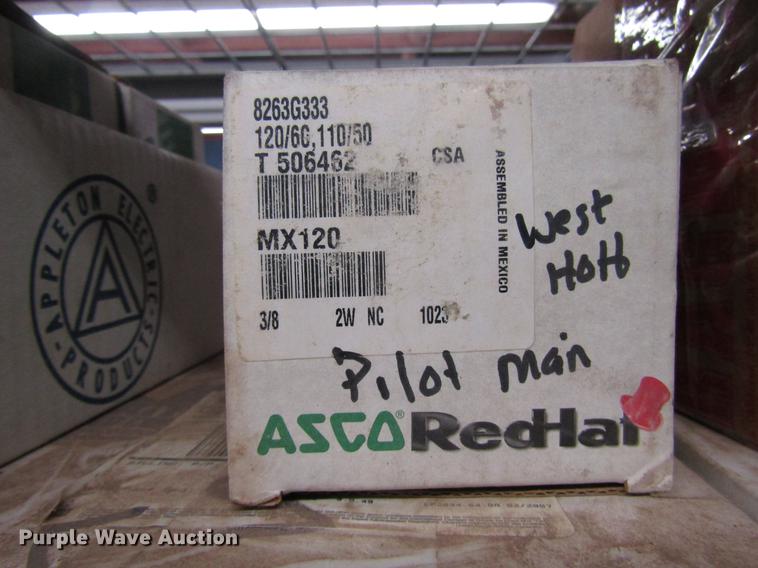 8263G333
120/60,110/50
T 506462
CSA
ASSEMBLED IN MEXICO
MX120
3/8 2W NC 1023
West
Pilot Main
ASCO® RedHat
APPLETON ELECTRIC
PRODUCTS
A
®
Purple Wave Auction